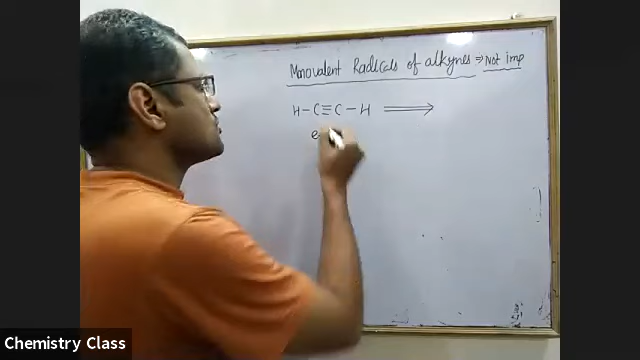 Monovalent Radicals of alkynes ⇒ Not imp
H-C≡C-H ⟹
e
Chemistry Class